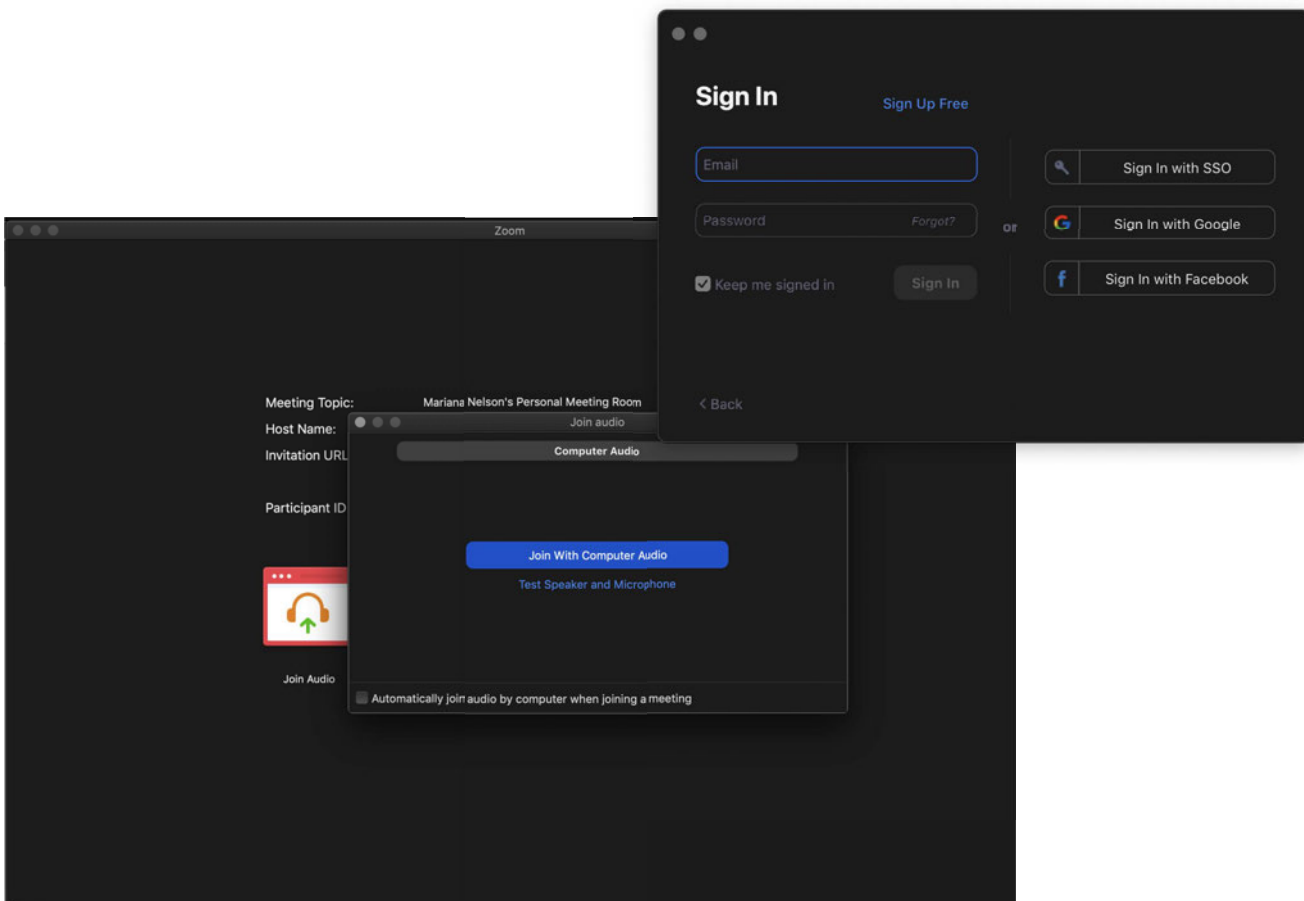 Sign In
Sign Up Free
Email
Password
Forgot?
Keep me signed in
Sign In
or
Sign In with SSO
Sign In with Google
Sign In with Facebook
< Back
Zoom
Meeting Topic:
Mariana Nelson's Personal Meeting Room
Host Name:
Invitation URL
Participant ID
Join Audio
Join audio
Computer Audio
Join With Computer Audio
Test Speaker and Microphone
Automatically join audio by computer when joining a meeting